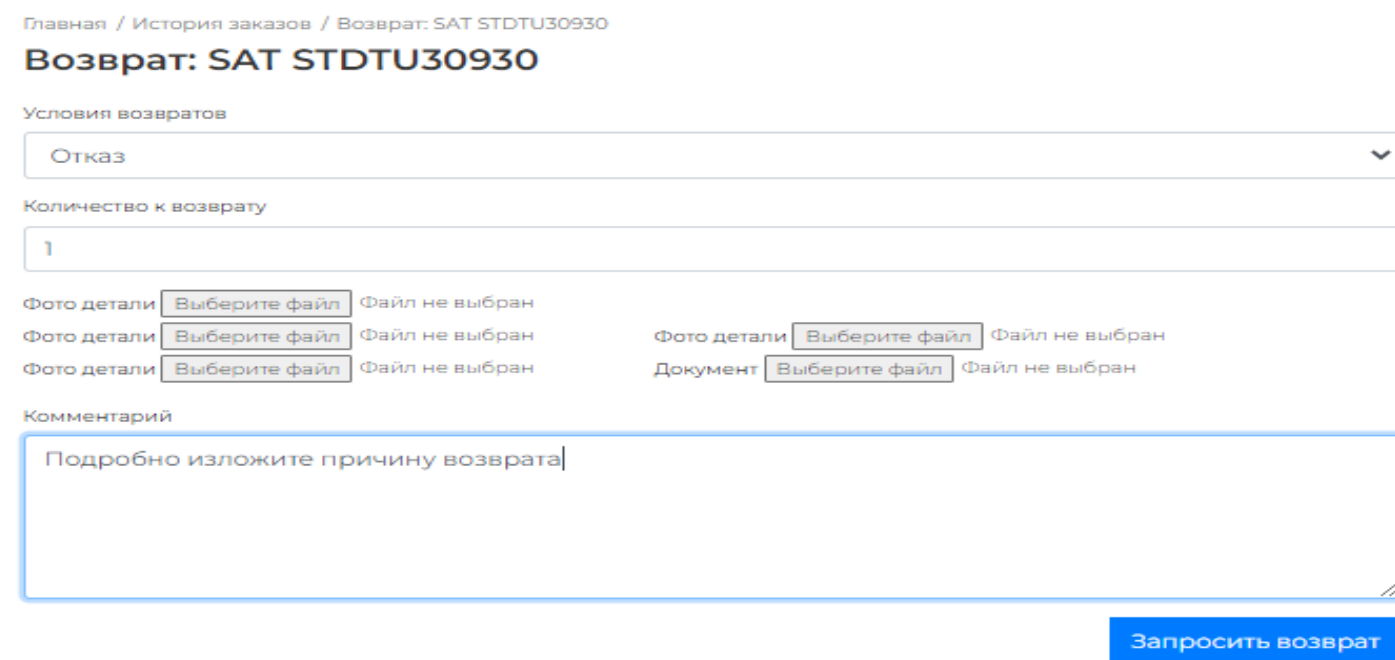 Главная / История заказов / Возврат: SAT STDTU30930
Возврат: SAT STDTU30930
Условия возвратов
Отказ
Количество к возврату
1
Фото детали Выберите файл Файл не выбран
Фото детали Выберите файл Файл не выбран Фото детали Выберите файл Файл не выбран
Фото детали Выберите файл Файл не выбран Документ Выберите файл Файл не выбран
Комментарий
Подробно изложите причину возврата
Запросить возврат